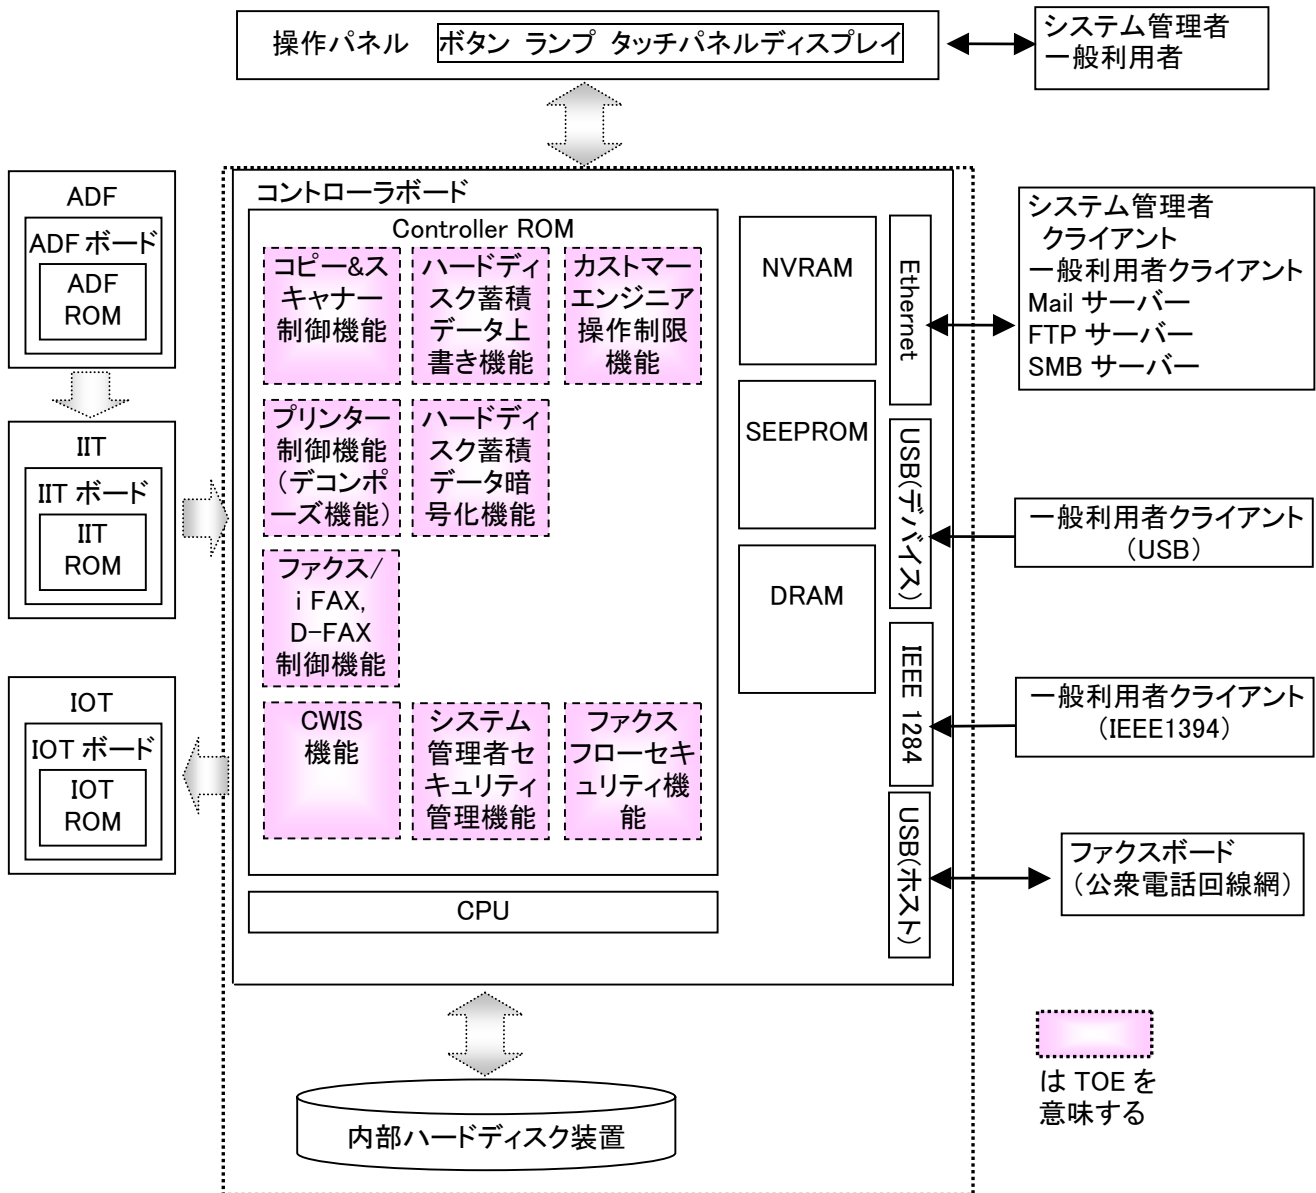 操作パネル ボタン ランプ タッチパネルディスプレイ
システム管理者
一般利用者
ADF
ADF ボード
ADF
ROM
IIT
IIT ボード
IIT
ROM
IOT
IOT ボード
IOT
ROM
コントローラボード
Controller ROM
コピー&ス
キャナー
制御機能
ハードディ
スク蓄積
データ上
書き機能
カストマー
エンジニア
操作制限
機能
プリンター
制御機能
(デコンポ
ーズ機能)
ハードディ
スク蓄積
データ暗
号化機能
ファクス/
i FAX,
D-FAX
制御機能
CWIS
機能
システム
管理者セ
キュリティ
管理機能
ファクス
フローセキ
ュリティ機
能
CPU
NVRAM
SEEPROM
DRAM
Ethernet
USB(デバイス)
IEEE 1284
USB(ホスト)
システム管理者
クライアント
一般利用者クライアント
Mail サーバー
FTP サーバー
SMB サーバー
一般利用者クライアント
(USB)
一般利用者クライアント
(IEEE1394)
ファクスボード
(公衆電話回線網)
内部ハードディスク装置
は TOE を
意味する